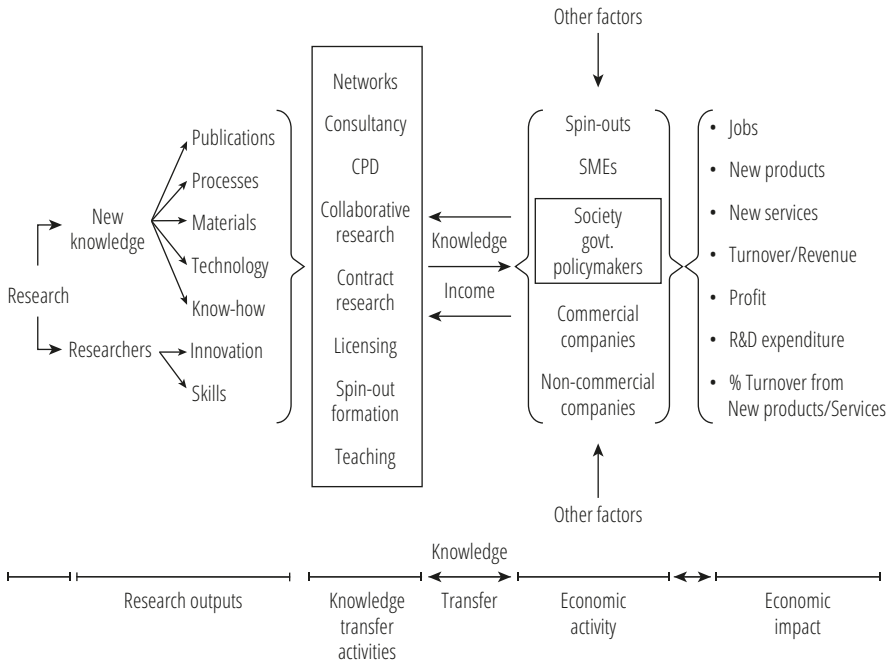 Other factors
Networks
Consultancy
CPD
Collaborative
research
Contract
research
Licensing
Spin-out
formation
Teaching
Publications
Processes
Materials
Technology
Know-how
Innovation
Skills
New
knowledge
Research
Researchers
Knowledge
Income
Spin-outs
SMEs
Society
govt.
policymakers
Commercial
companies
Non-commercial
companies
• Jobs
• New products
• New services
• Turnover/Revenue
• Profit
• R&D expenditure
• % Turnover from
New products/Services
Other factors
Knowledge
Research outputs
Knowledge
transfer
activities
Transfer
Economic
activity
Economic
impact